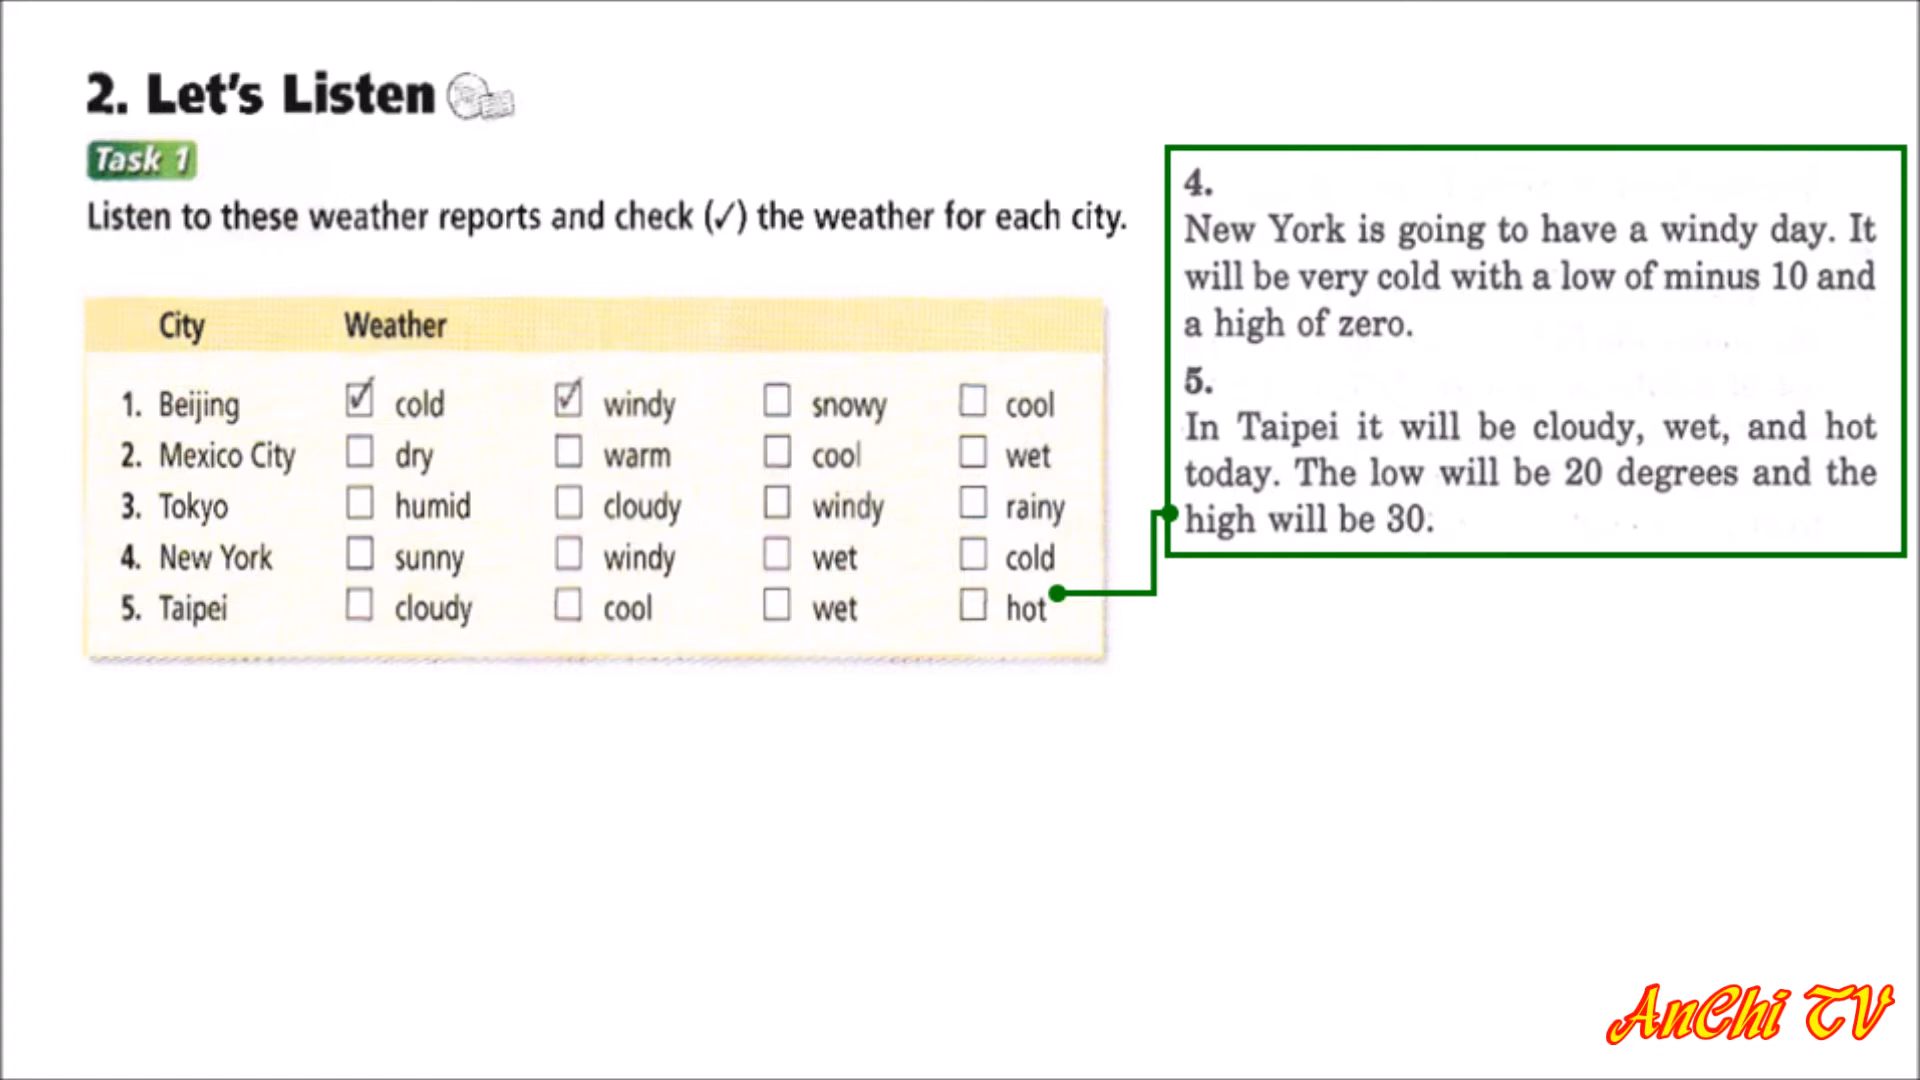 2. Let's Listen
Task 1
Listen to these weather reports and check (✓) the weather for each city.
City Weather
1. Beijing ☑ cold ☑ windy ☐ snowy ☐ cool
2. Mexico City ☐ dry ☐ warm ☐ cool ☐ wet
3. Tokyo ☐ humid ☐ cloudy ☐ windy ☐ rainy
4. New York ☐ sunny ☐ windy ☐ wet ☐ cold
5. Taipei ☐ cloudy ☐ cool ☐ wet ☐ hot
4.
New York is going to have a windy day. It
will be very cold with a low of minus 10 and
a high of zero.
5.
In Taipei it will be cloudy, wet, and hot
today. The low will be 20 degrees and the
high will be 30.
AnChi TV